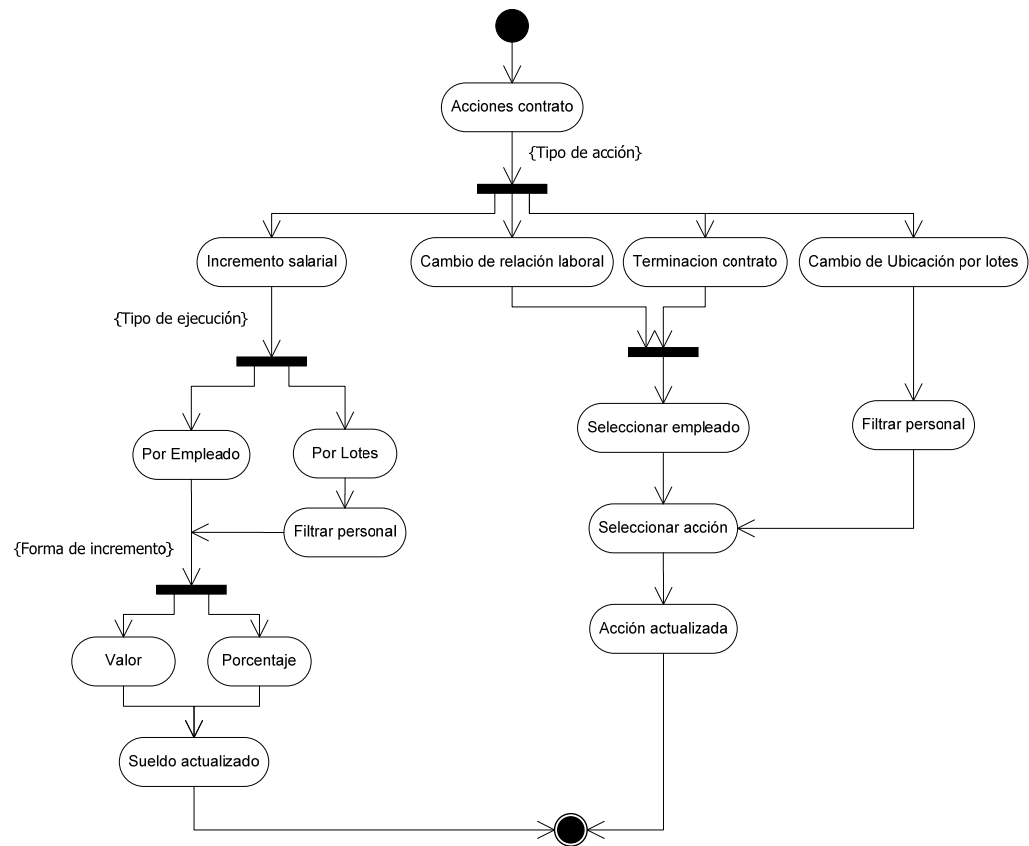 Acciones contrato
{Tipo de acción}
Incremento salarial
Cambio de relación laboral
Terminacion contrato
Cambio de Ubicación por lotes
{Tipo de ejecución}
Por Empleado
Por Lotes
Seleccionar empleado
Filtrar personal
Filtrar personal
Seleccionar acción
{Forma de incremento}
Valor
Porcentaje
Acción actualizada
Sueldo actualizado